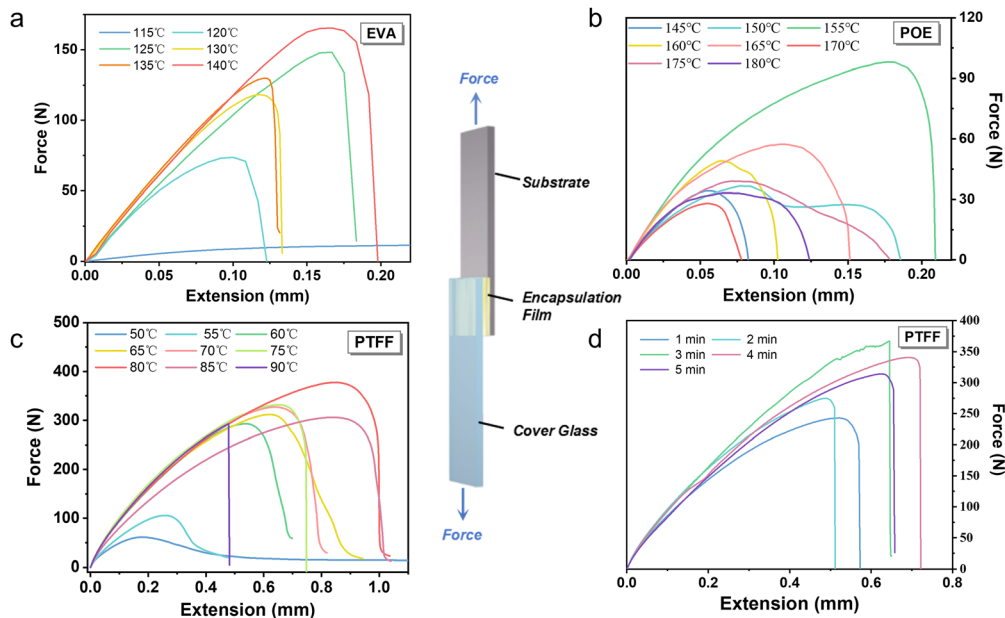 a
EVA
115℃ 120℃
125℃ 130℃
135℃ 140℃
150
100
50
0
0.00 0.05 0.10 0.15 0.20
Force (N)
Extension (mm)
Force
Substrate
Encapsulation
Film
Cover Glass
Force
b
POE
145℃ 150℃ 155℃
160℃ 165℃ 170℃
175℃ 180℃
120
90
60
30
0
0.00 0.05 0.10 0.15 0.20
Force (N)
Extension (mm)
c
PTFF
50℃ 55℃ 60℃
65℃ 70℃ 75℃
80℃ 85℃ 90℃
500
400
300
200
100
0
0.0 0.2 0.4 0.6 0.8 1.0
Force (N)
Extension (mm)
d
PTFF
1 min 2 min
3 min 4 min
5 min
400
350
300
250
200
150
100
50
0
0.0 0.2 0.4 0.6 0.8
Force (N)
Extension (mm)